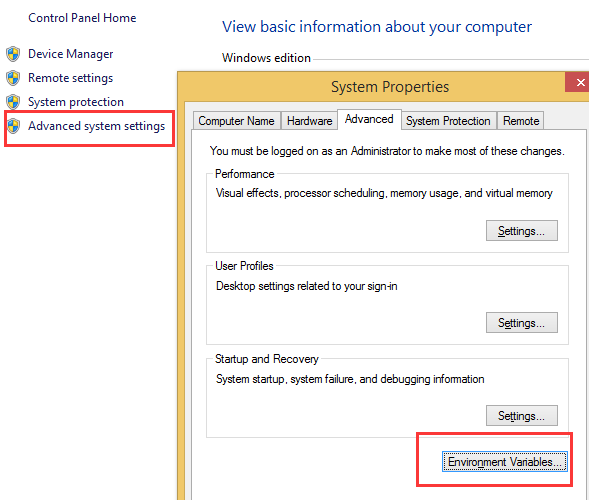 Control Panel Home
Device Manager
Remote settings
System protection
Advanced system settings
View basic information about your computer
Windows edition
System Properties
Computer Name
Hardware
Advanced
System Protection
Remote
You must be logged on as an Administrator to make most of these changes.
Performance
Visual effects, processor scheduling, memory usage, and virtual memory
Settings...
User Profiles
Desktop settings related to your sign-in
Settings...
Startup and Recovery
System startup, system failure, and debugging information
Settings...
Environment Variables...